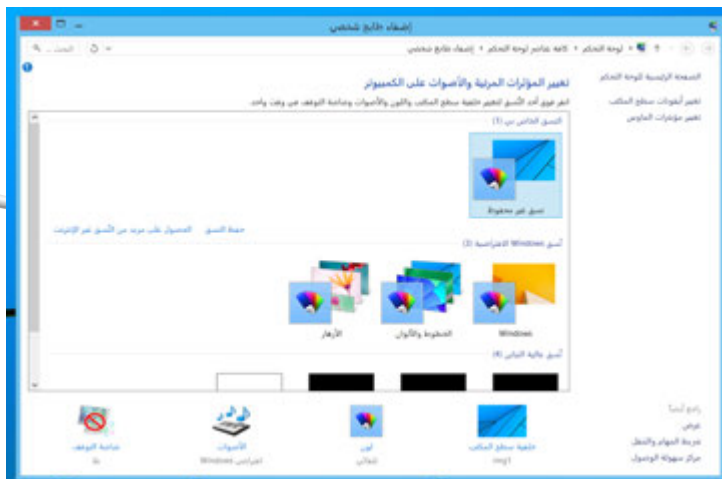 إضفاء طابع شخصي
لوحة التحكم
كافة عناصر لوحة التحكم
إضفاء طابع شخصي
البحث
الصفحة الرئيسية للوحة التحكم
تغيير أيقونات سطح المكتب
تغيير مؤشرات الماوس
تغيير المؤثرات المرئية والأصوات على الكمبيوتر
انقر فوق أحد النُسق لتغيير خلفية سطح المكتب واللون والأصوات وشاشة التوقف في وقت واحد.
النسق الخاص بي (1)
نسق غير محفوظ
حفظ النسق
الحصول على مزيد من النُسق عبر الإنترنت
نُسق Windows الافتراضية (3)
Windows
الخطوط والألوان
الأزهار
نُسق عالية التباين (4)
خلفية سطح المكتب
img1
لون
تلقائي
الأصوات
افتراضي Windows
شاشة التوقف
بلا
راجع أيضاً
عرض
شريط المهام والتنقل
مركز سهولة الوصول